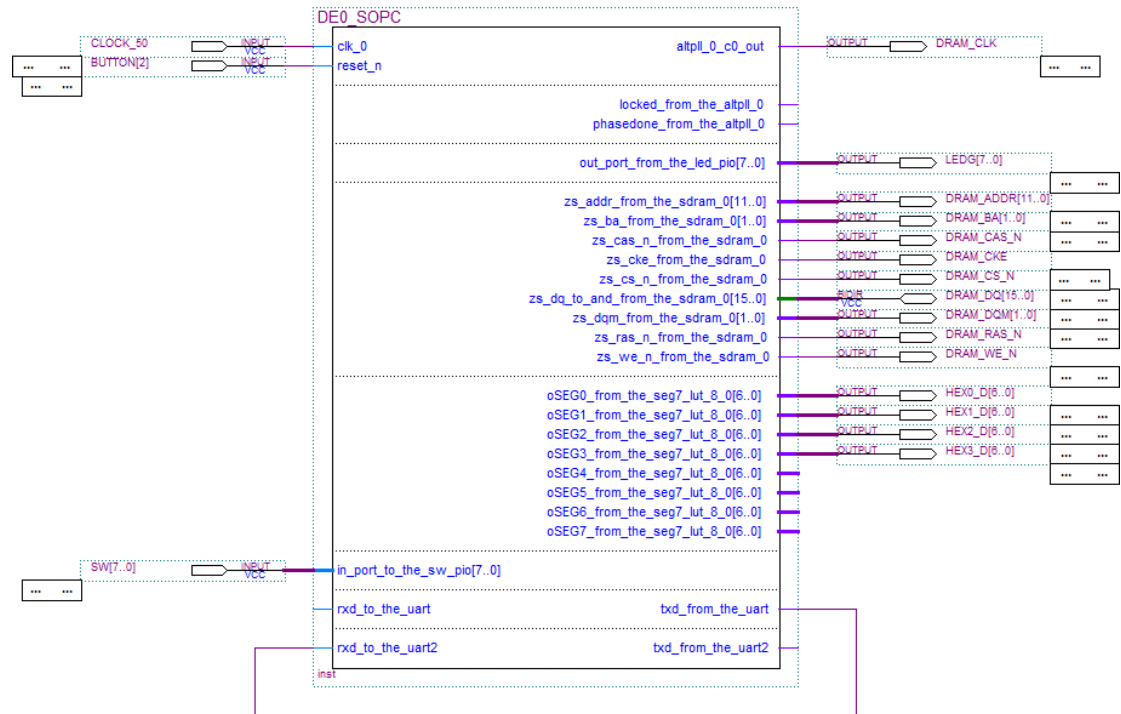 DE0_SOPC
CLOCK_50 INPUT VCC clk_0 altpll_0_c0_out OUTPUT DRAM_CLK
BUTTON[2] INPUT VCC reset_n
... ...
... ...
... ...
locked_from_the_altpll_0
phasedone_from_the_altpll_0
out_port_from_the_led_pio[7..0] OUTPUT LEDG[7..0]
... ...
zs_addr_from_the_sdram_0[11..0] OUTPUT DRAM_ADDR[11..0]
zs_ba_from_the_sdram_0[1..0] OUTPUT DRAM_BA[1..0] ... ...
zs_cas_n_from_the_sdram_0 OUTPUT DRAM_CAS_N ... ...
zs_cke_from_the_sdram_0 OUTPUT DRAM_CKE
zs_cs_n_from_the_sdram_0 OUTPUT DRAM_CS_N ... ...
zs_dq_to_and_from_the_sdram_0[15..0] BIDIR VCC DRAM_DQ[15..0] ... ...
zs_dqm_from_the_sdram_0[1..0] OUTPUT DRAM_DQM[1..0] ... ...
zs_ras_n_from_the_sdram_0 OUTPUT DRAM_RAS_N ... ...
zs_we_n_from_the_sdram_0 OUTPUT DRAM_WE_N
... ...
oSEG0_from_the_seg7_lut_8_0[6..0] OUTPUT HEX0_D[6..0]
oSEG1_from_the_seg7_lut_8_0[6..0] OUTPUT HEX1_D[6..0] ... ...
oSEG2_from_the_seg7_lut_8_0[6..0] OUTPUT HEX2_D[6..0] ... ...
oSEG3_from_the_seg7_lut_8_0[6..0] OUTPUT HEX3_D[6..0] ... ...
oSEG4_from_the_seg7_lut_8_0[6..0] ... ...
oSEG5_from_the_seg7_lut_8_0[6..0]
oSEG6_from_the_seg7_lut_8_0[6..0]
oSEG7_from_the_seg7_lut_8_0[6..0]
SW[7..0] INPUT VCC in_port_to_the_sw_pio[7..0]
... ...
rxd_to_the_uart txd_from_the_uart
rxd_to_the_uart2 txd_from_the_uart2
inst